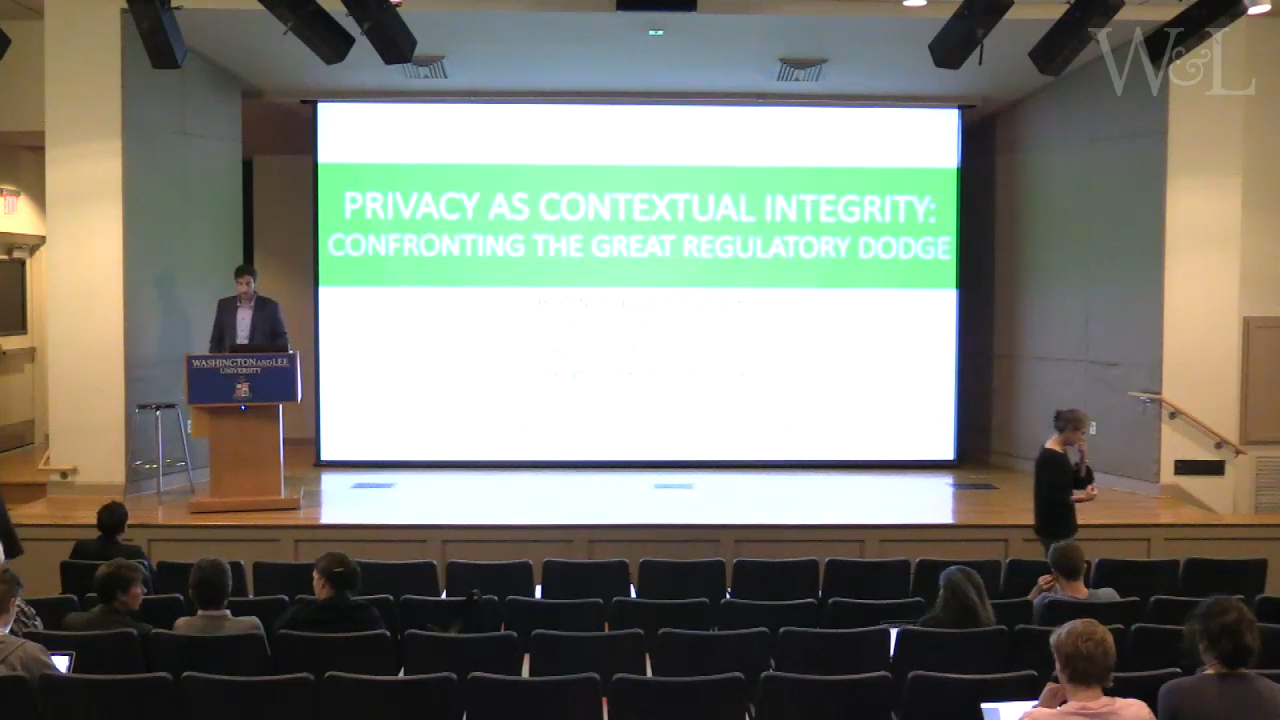 W&L
PRIVACY AS CONTEXTUAL INTEGRITY:
CONFRONTING THE GREAT REGULATORY DODGE
WASHINGTON AND LEE
UNIVERSITY